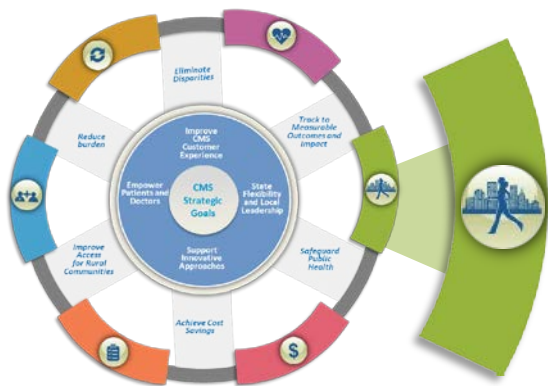 Eliminate
Disparities
Reduce
burden
Track to
Measurable
Outcomes and
Impact
Improve
CMS
Customer
Experience
Empower
Patients and
Doctors
CMS
Strategic
Goals
State
Flexibility
and Local
Leadership
Support
Innovative
Approaches
Improve
Access
for Rural
Communities
Safeguard
Public
Health
Achieve Cost
Savings
$